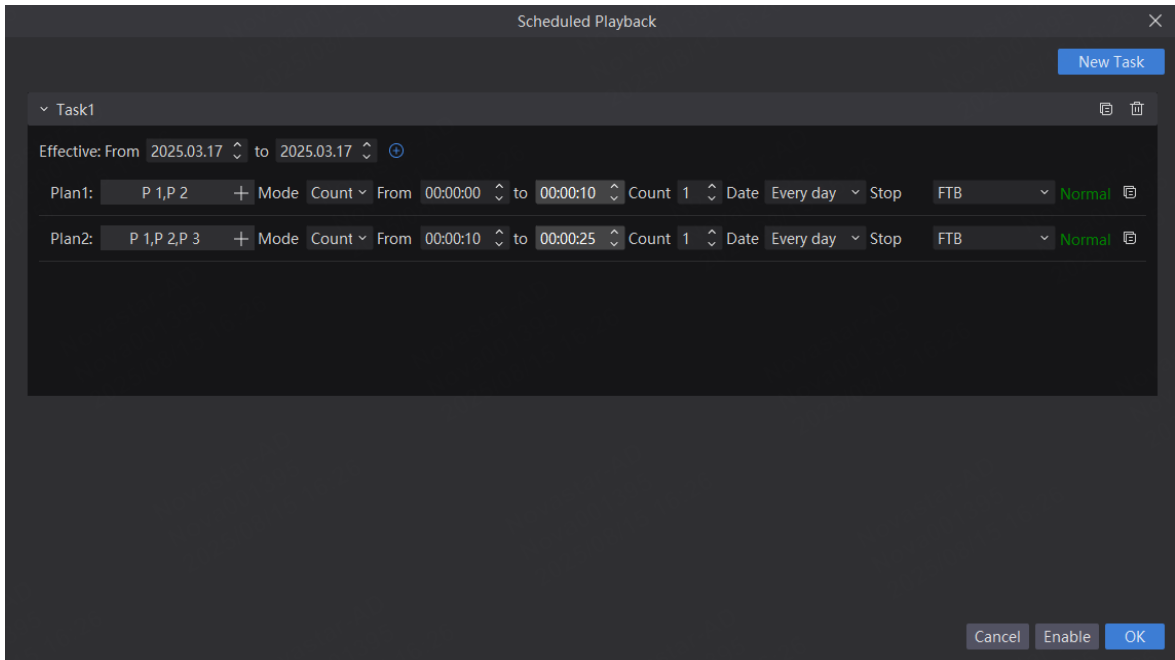 Scheduled Playback
New Task
Task1
Effective: From 2025.03.17 to 2025.03.17
Plan1: P 1,P 2 Mode Count From 00:00:00 to 00:00:10 Count 1 Date Every day Stop FTB Normal
Plan2: P 1,P 2,P 3 Mode Count From 00:00:10 to 00:00:25 Count 1 Date Every day Stop FTB Normal
Cancel Enable OK